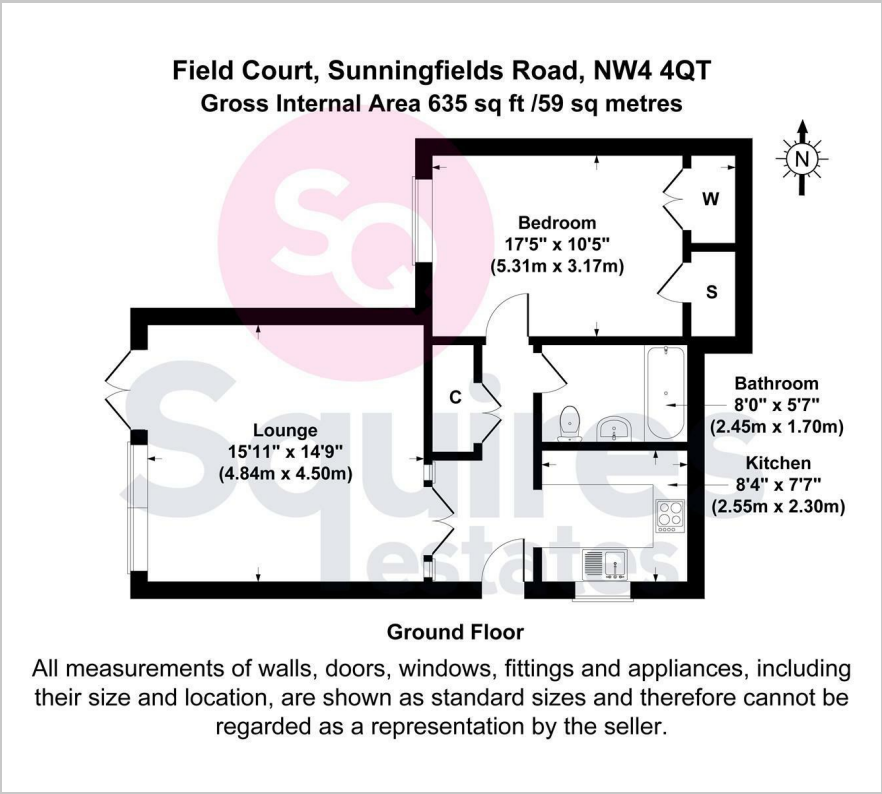 Field Court, Sunningfields Road, NW4 4QT
Gross Internal Area 635 sq ft /59 sq metres
N
SQ
W
Bedroom
17'5" x 10'5"
(5.31m x 3.17m)
S
C
Bathroom
8'0" x 5'7"
(2.45m x 1.70m)
Lounge
15'11" x 14'9"
(4.84m x 4.50m)
Kitchen
8'4" x 7'7"
(2.55m x 2.30m)
Squires
estates
Ground Floor
All measurements of walls, doors, windows, fittings and appliances, including
their size and location, are shown as standard sizes and therefore cannot be
regarded as a representation by the seller.